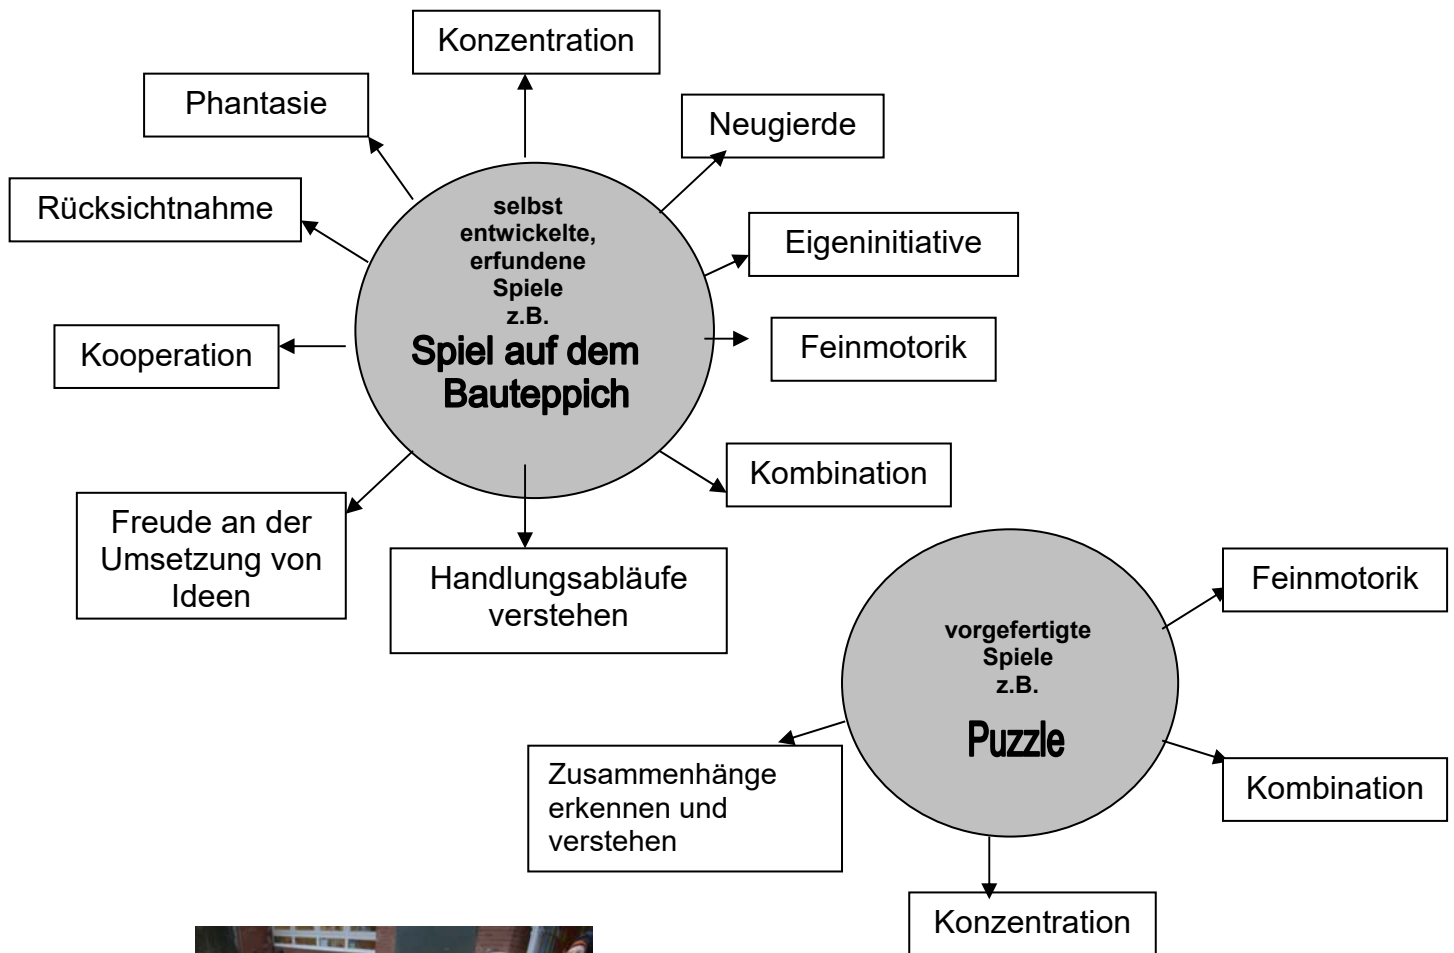 Konzentration
Phantasie
Neugierde
Rücksichtnahme
selbst
entwickelte,
erfundene
Spiele
z.B.
Spiel auf dem
Bauteppich
Eigeninitiative
Kooperation
Feinmotorik
Kombination
Freude an der
Umsetzung von
Ideen
Handlungsabläufe
verstehen
vorgefertigte
Spiele
z.B.
Puzzle
Feinmotorik
Zusammenhänge
erkennen und
verstehen
Kombination
Konzentration